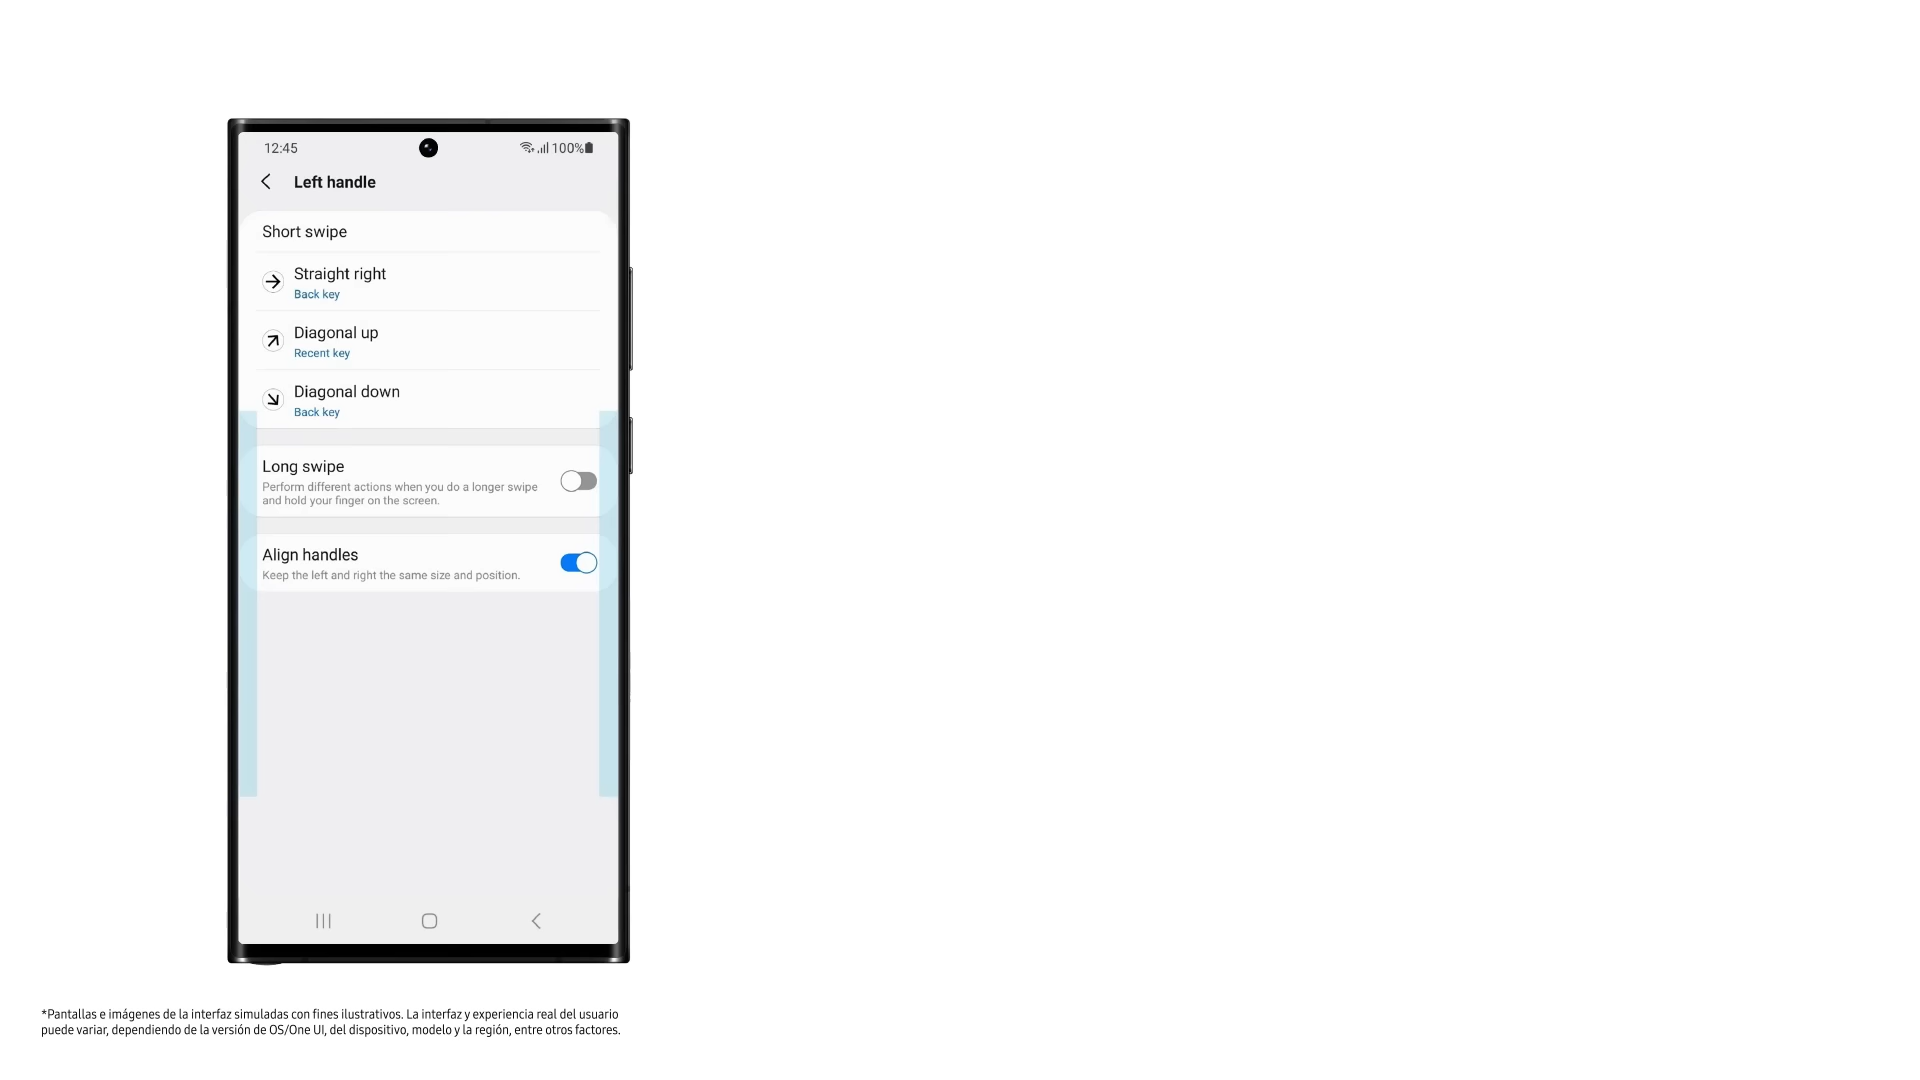 12:45
100%
Left handle
Short swipe
Straight right
Back key
Diagonal up
Recent key
Diagonal down
Back key
Long swipe
Perform different actions when you do a longer swipe
and hold your finger on the screen.
Align handles
Keep the left and right the same size and position.
*Pantallas e imágenes de la interfaz simuladas con fines ilustrativos. La interfaz y experiencia real del usuario
puede variar, dependiendo de la versión de OS/One UI, del dispositivo, modelo y la región, entre otros factores.